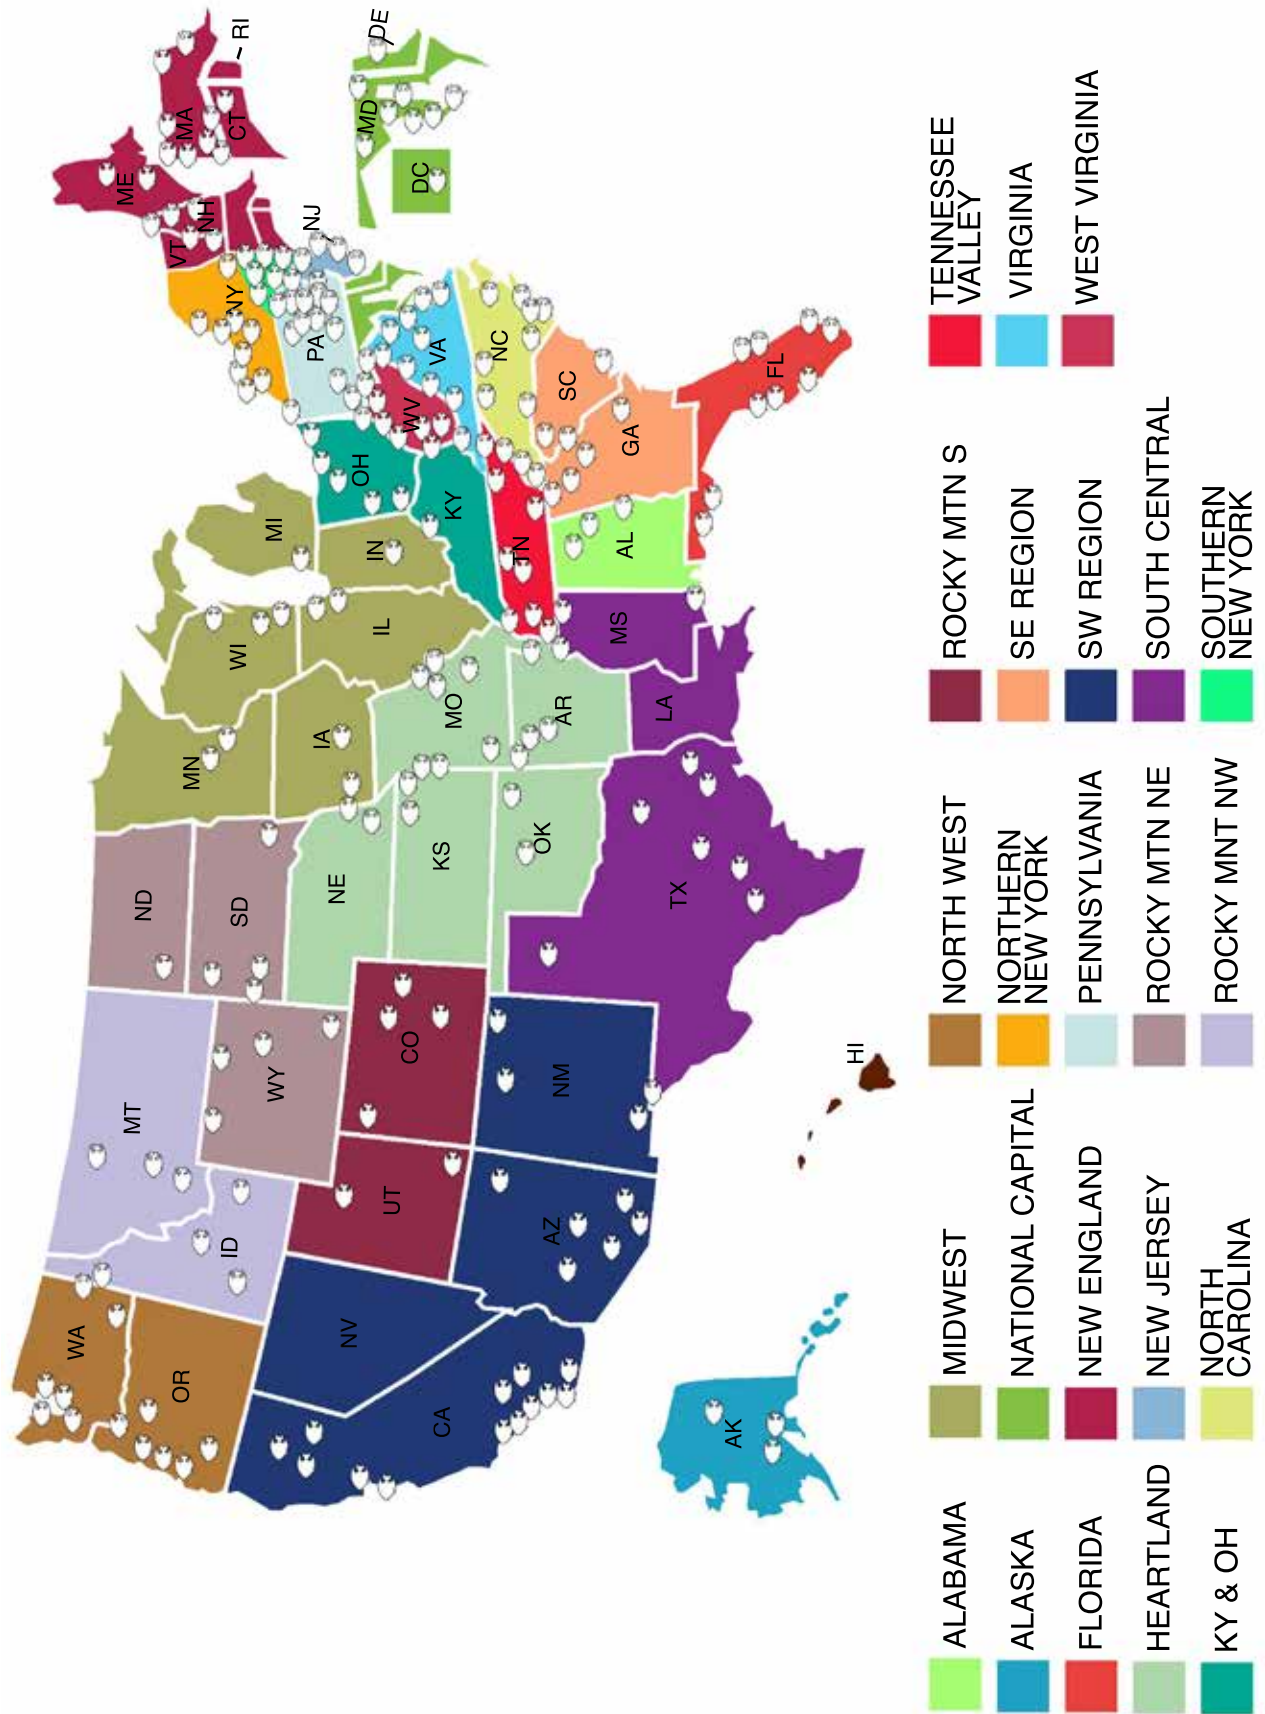 WA
OR
CA
NV
ID
MT
WY
UT
AZ
CO
NM
ND
SD
NE
KS
OK
TX
MN
IA
MO
AR
LA
WI
IL
MS
MI
IN
KY
TN
AL
OH
WV
VA
NC
SC
GA
FL
PA
NY
NJ
VT
NH
ME
MA
CT
RI
MD
DE
DC
AK
HI
ALABAMA
ALASKA
FLORIDA
HEARTLAND
KY & OH
MIDWEST
NATIONAL CAPITAL
NEW ENGLAND
NEW JERSEY
NORTH
CAROLINA
NORTH WEST
NORTHERN
NEW YORK
PENNSYLVANIA
ROCKY MTN NE
ROCKY MNT NW
ROCKY MTN S
SE REGION
SW REGION
SOUTH CENTRAL
SOUTHERN
NEW YORK
TENNESSEE
VALLEY
VIRGINIA
WEST VIRGINIA